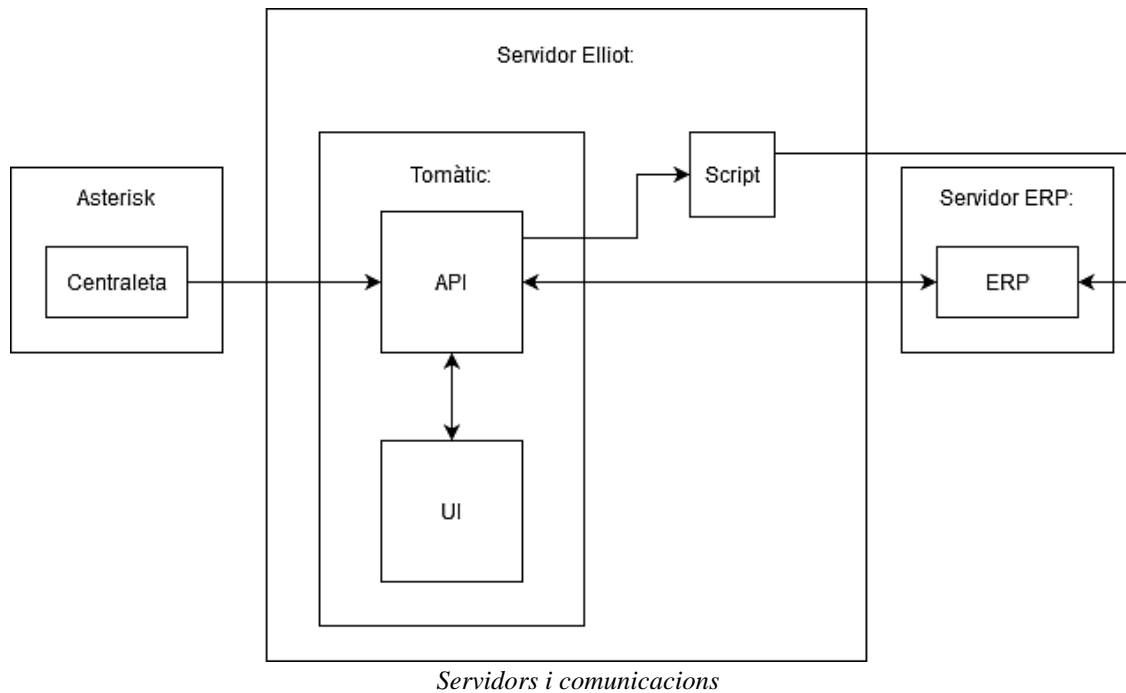 Servidor Elliot:
Tomàtic:
Script
Asterisk
Servidor ERP:
Centraleta
API
ERP
UI
Servidors i comunicacions